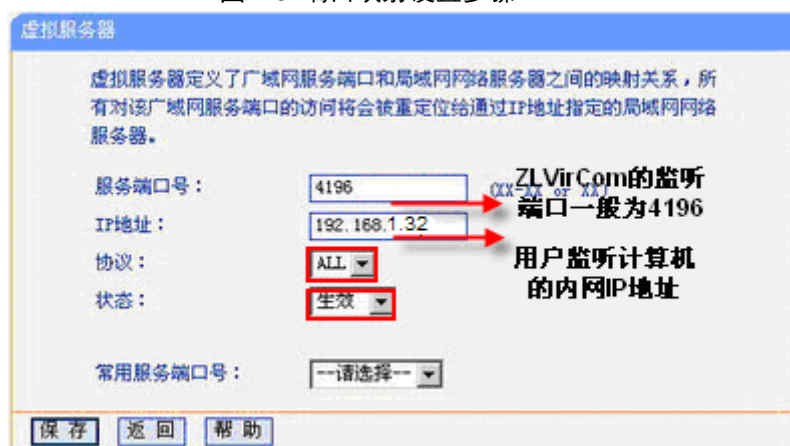 虚拟服务器
虚拟服务器定义了广域网服务端口和局域网网络服务器之间的映射关系，所
有对该广域网服务端口的访问将会被重定位给通过IP地址指定的局域网网络
服务器。
服务端口号：
4196
(XX-XX or XX)
ZLVirCom的监听
端口一般为4196
IP地址：
192.168.1.32
用户监听计算机
的内网IP地址
协议：
ALL
状态：
生效
常用服务端口号：
--请选择--
保 存
返 回
帮 助